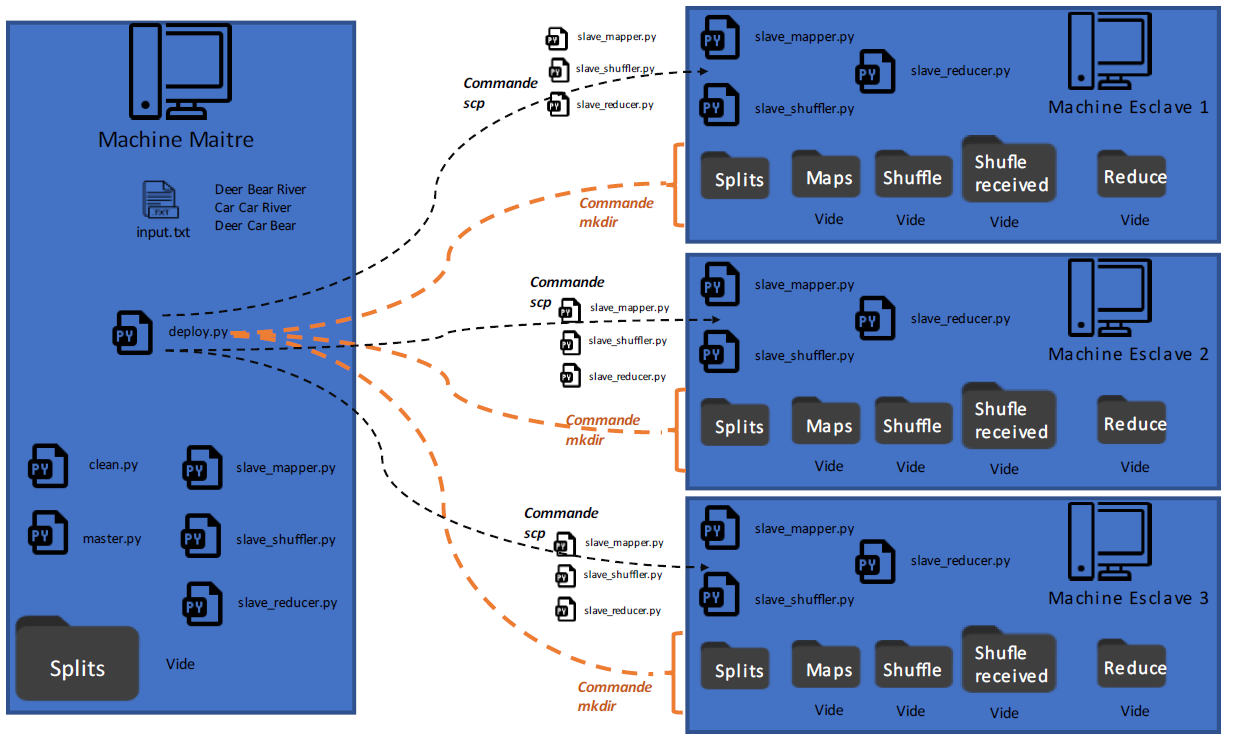 Machine Maitre
TXT
input.txt
Deer Bear River
Car Car River
Deer Car Bear
PY
deploy.py
PY
clean.py
PY
slave_mapper.py
PY
master.py
PY
slave_shuffler.py
PY
slave_reducer.py
Splits
Vide
Commande
scp
PY
slave_mapper.py
PY
slave_shuffler.py
PY
slave_reducer.py
Commande
mkdir
Commande
scp
PY
slave_mapper.py
PY
slave_shuffler.py
PY
slave_reducer.py
Commande
mkdir
Commande
scp
PY
slave_mapper.py
PY
slave_shuffler.py
PY
slave_reducer.py
Commande
mkdir
PY
slave_mapper.py
PY
slave_reducer.py
PY
slave_shuffler.py
Machine Esclave 1
Splits
Maps
Shuffle
Shufle
received
Reduce
Vide
Vide
Vide
Vide
PY
slave_mapper.py
PY
slave_reducer.py
PY
slave_shuffler.py
Machine Esclave 2
Splits
Maps
Shuffle
Shufle
received
Reduce
Vide
Vide
Vide
Vide
PY
slave_mapper.py
PY
slave_reducer.py
PY
slave_shuffler.py
Machine Esclave 3
Splits
Maps
Shuffle
Shufle
received
Reduce
Vide
Vide
Vide
Vide